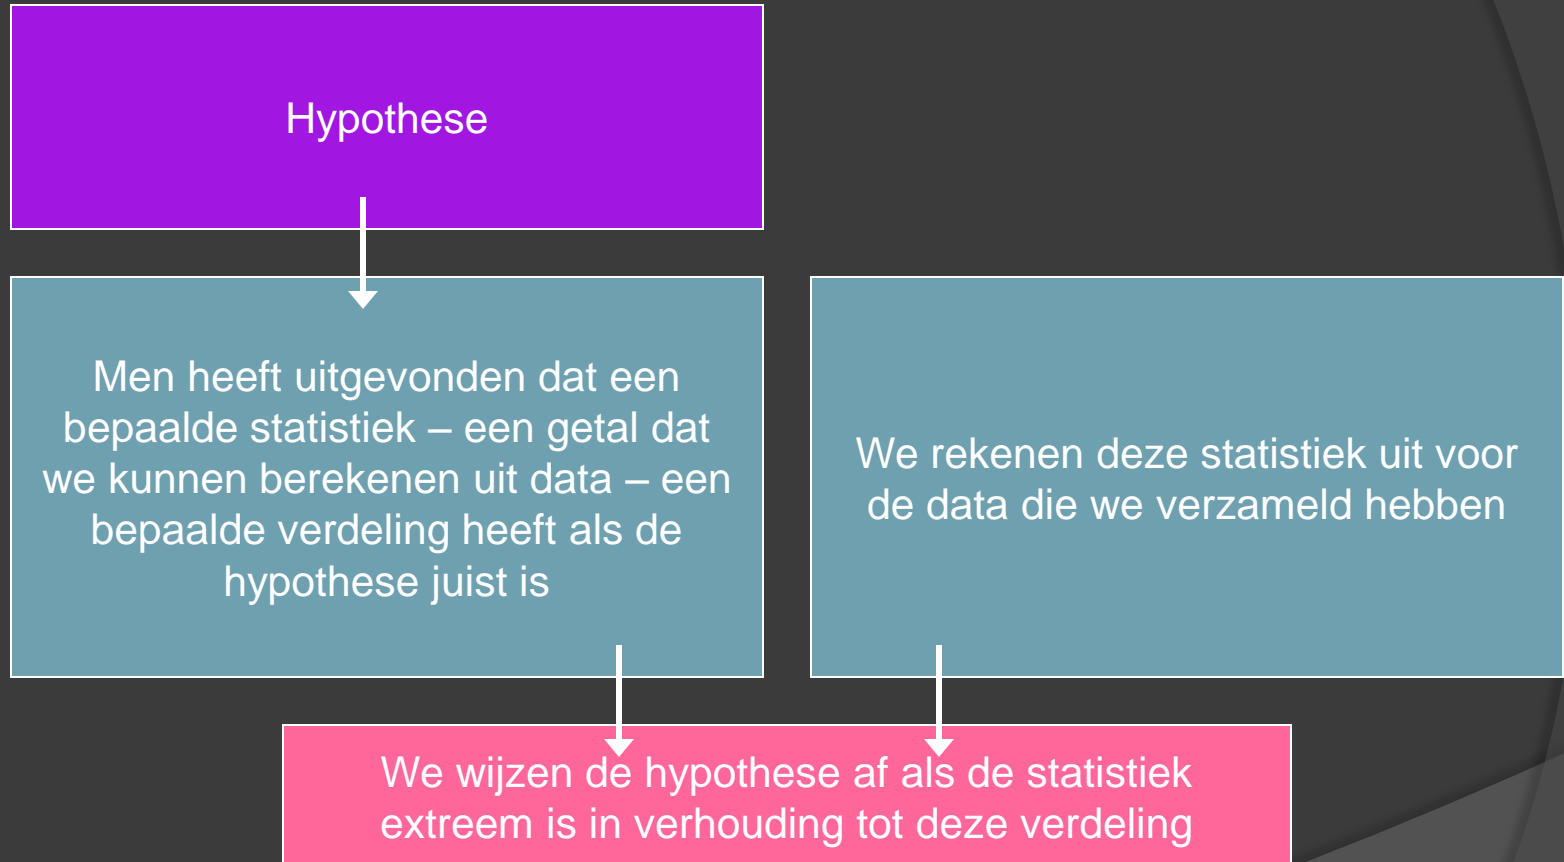 Hypothese
Men heeft uitgevonden dat een
bepaalde statistiek – een getal dat
we kunnen berekenen uit data – een
bepaalde verdeling heeft als de
hypothese juist is
We rekenen deze statistiek uit voor
de data die we verzameld hebben
We wijzen de hypothese af als de statistiek
extreem is in verhouding tot deze verdeling